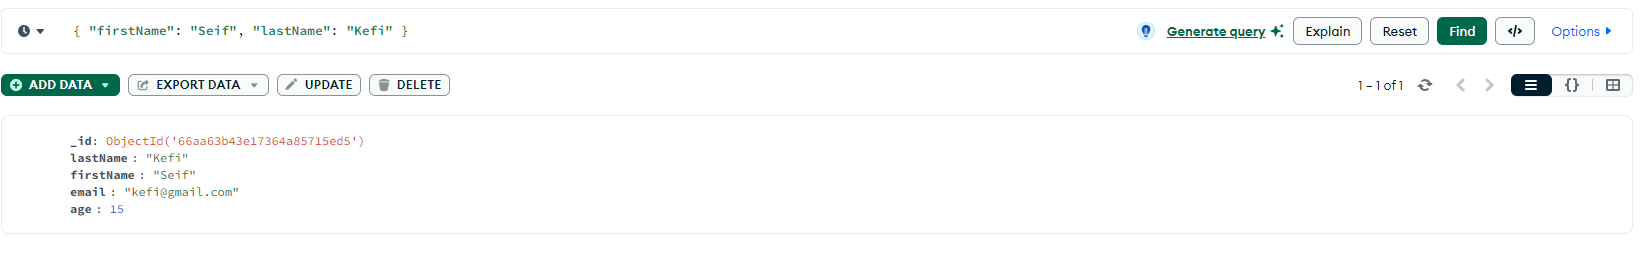 { "firstName": "Seif", "lastName": "Kefi" } Generate query Explain Reset Find </> Options
ADD DATA EXPORT DATA UPDATE DELETE 1 – 1 of 1 {}
_id: ObjectId('66aa63b43e17364a85715ed5')
lastName : "Kefi"
firstName : "Seif"
email : "kefi@gmail.com"
age : 15